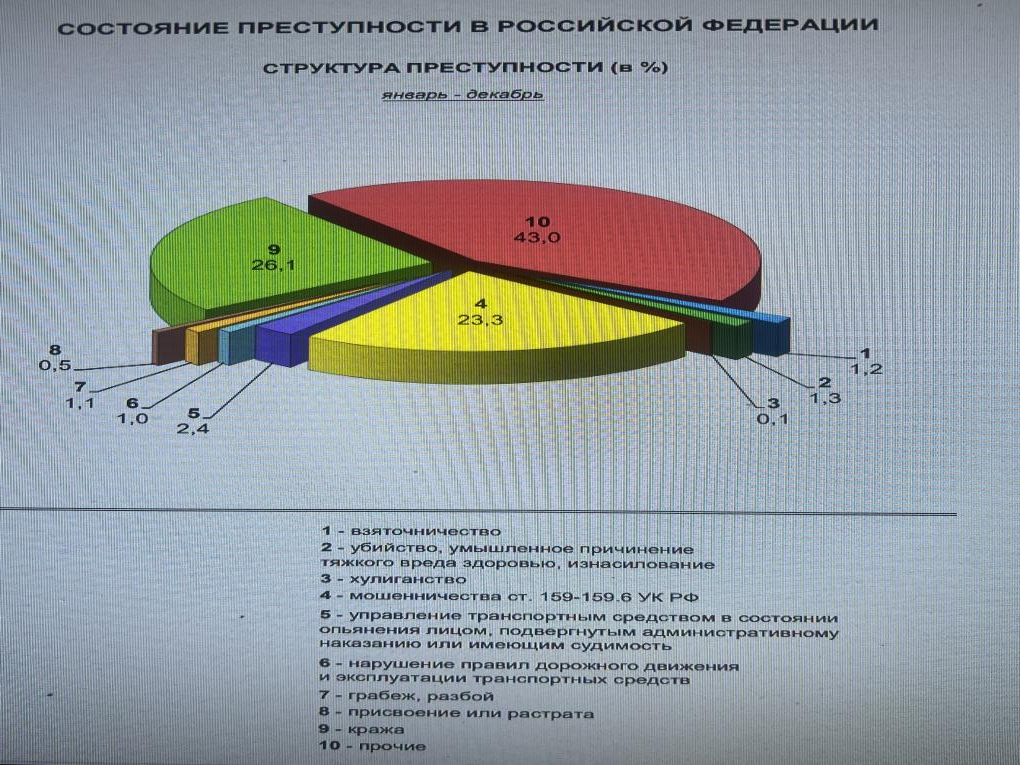 СОСТОЯНИЕ ПРЕСТУПНОСТИ В РОССИЙСКОЙ ФЕДЕРАЦИИ
СТРУКТУРА ПРЕСТУПНОСТИ (в %)
январь - декабрь
10
43,0
9
26,1
4
23,3
8
0,5
7
1,1
6
1,0
5
2,4
1
1,2
2
1,3
3
0,1
1 - взяточничество
2 - убийство, умышленное причинение
тяжкого вреда здоровью, изнасилование
3 - хулиганство
4 - мошенничества ст. 159-159.6 УК РФ
5 - управление транспортным средством в состоянии
опьянения лицом, подвергнутым административному
наказанию или имеющим судимость
6 - нарушение правил дорожного движения
и эксплуатации транспортных средств
7 - грабеж, разбой
8 - присвоение или растрата
9 - кража
10 - прочие